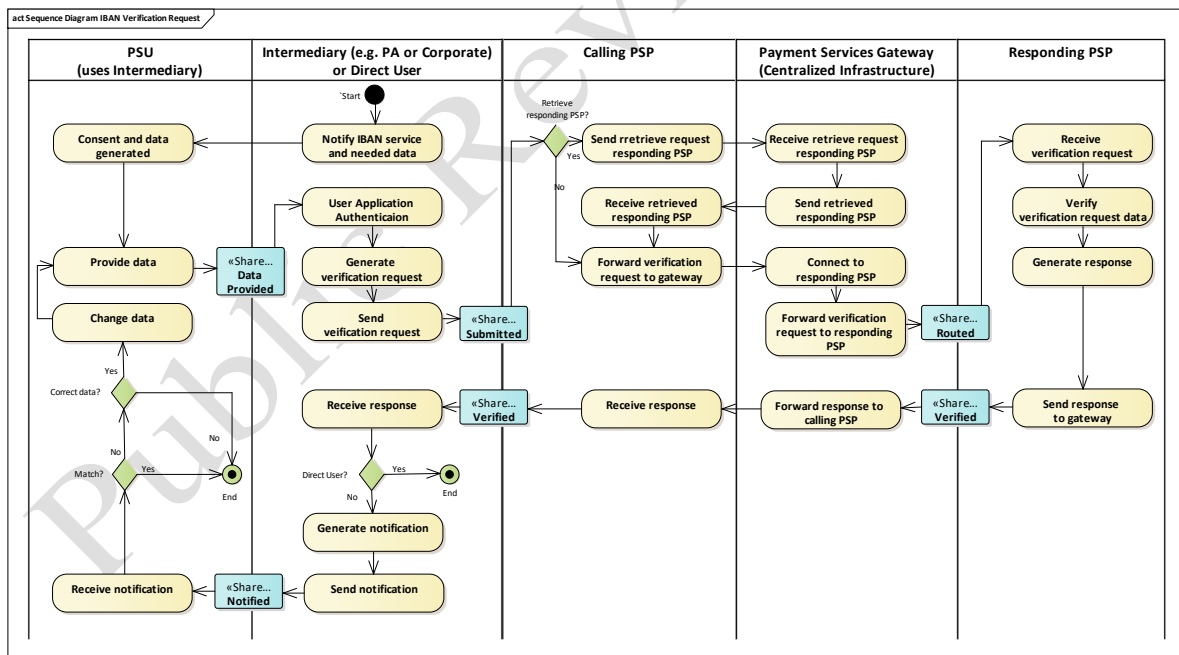 act Sequence Diagram IBAN Verification Request
PSU
(uses Intermediary)
Intermediary (e.g. PA or Corporate)
or Direct User
Calling PSP
Payment Services Gateway
(Centralized Infrastructure)
Responding PSP
`Start
Consent and data
generated
Notify IBAN service
and needed data
Retrieve
responding PSP?
Yes
No
Send rretrieve request
responding PSP
Receive retrieve request
responding PSP
Receive
verification request
User Application
Authenticaion
Receive retrieved
responding PSP
Send retrieved
responding PSP
Verify
verification request data
Provide data
«Share...
Data
Provided
Generate
verification request
Forward verification
request to gateway
Connect to
responding PSP
Generate response
Change data
Send
veification request
«Share...
Submitted
Forward verification
request to responding
PSP
«Share...
Routed
Yes
Correct data?
No
Receive response
«Share...
Verified
Receive response
Forward response to
calling PSP
«Share...
Verified
Send response
to gateway
No
Match?
Yes
End
Direct User?
Yes
End
No
Generate notification
Receive notification
«Share...
Notified
Send notification
Public Rev